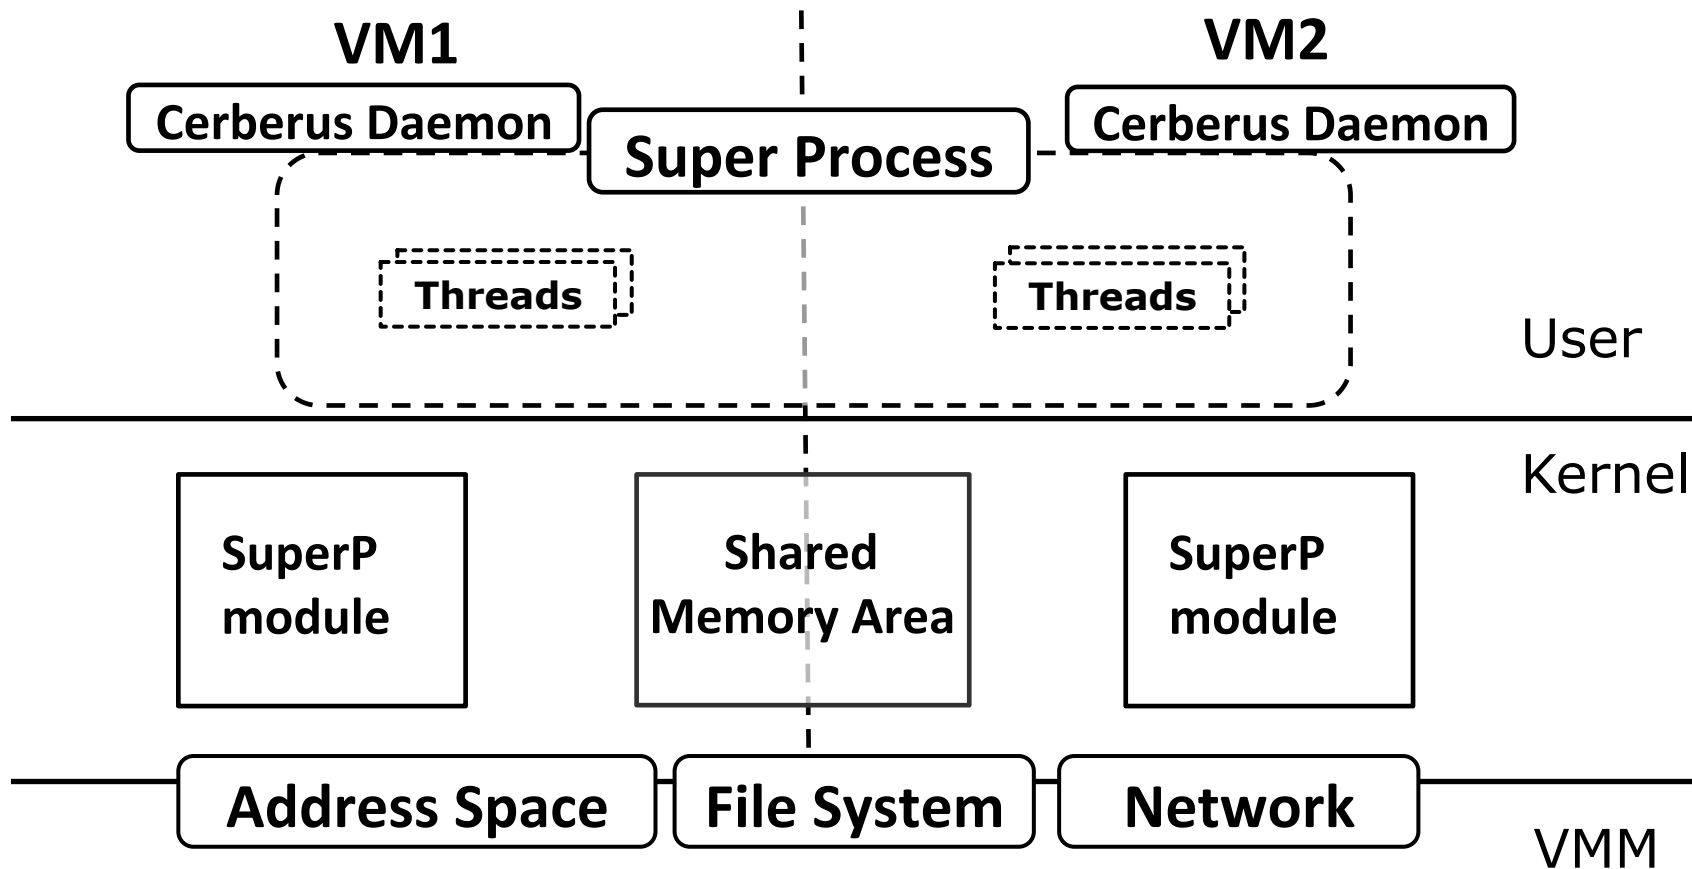 VM1
VM2
Cerberus Daemon
Super Process
Cerberus Daemon
Threads
Threads
User
Kernel
SuperP
module
Shared
Memory Area
SuperP
module
Address Space
File System
Network
VMM